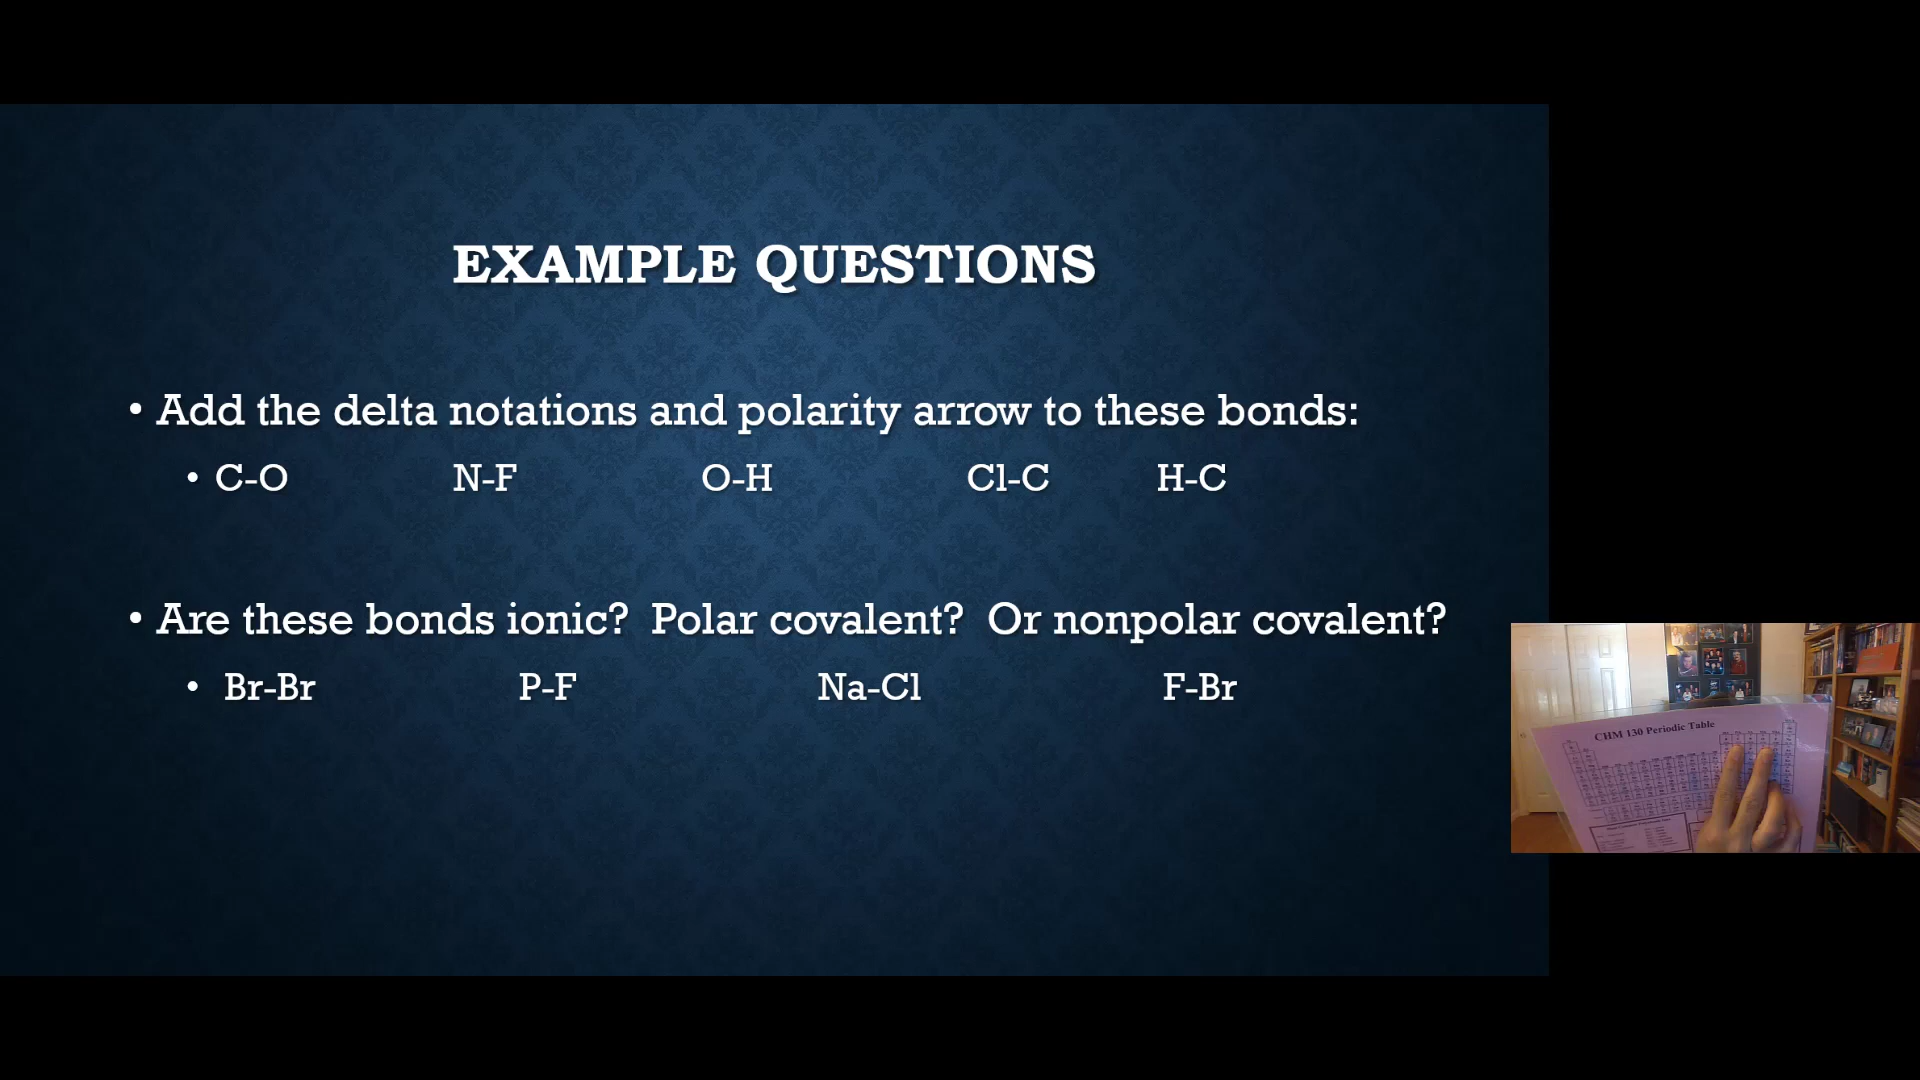 EXAMPLE QUESTIONS
• Add the delta notations and polarity arrow to these bonds:
• C-O N-F O-H Cl-C H-C
• Are these bonds ionic? Polar covalent? Or nonpolar covalent?
• Br-Br P-F Na-Cl F-Br
CHM 130 Periodic Table